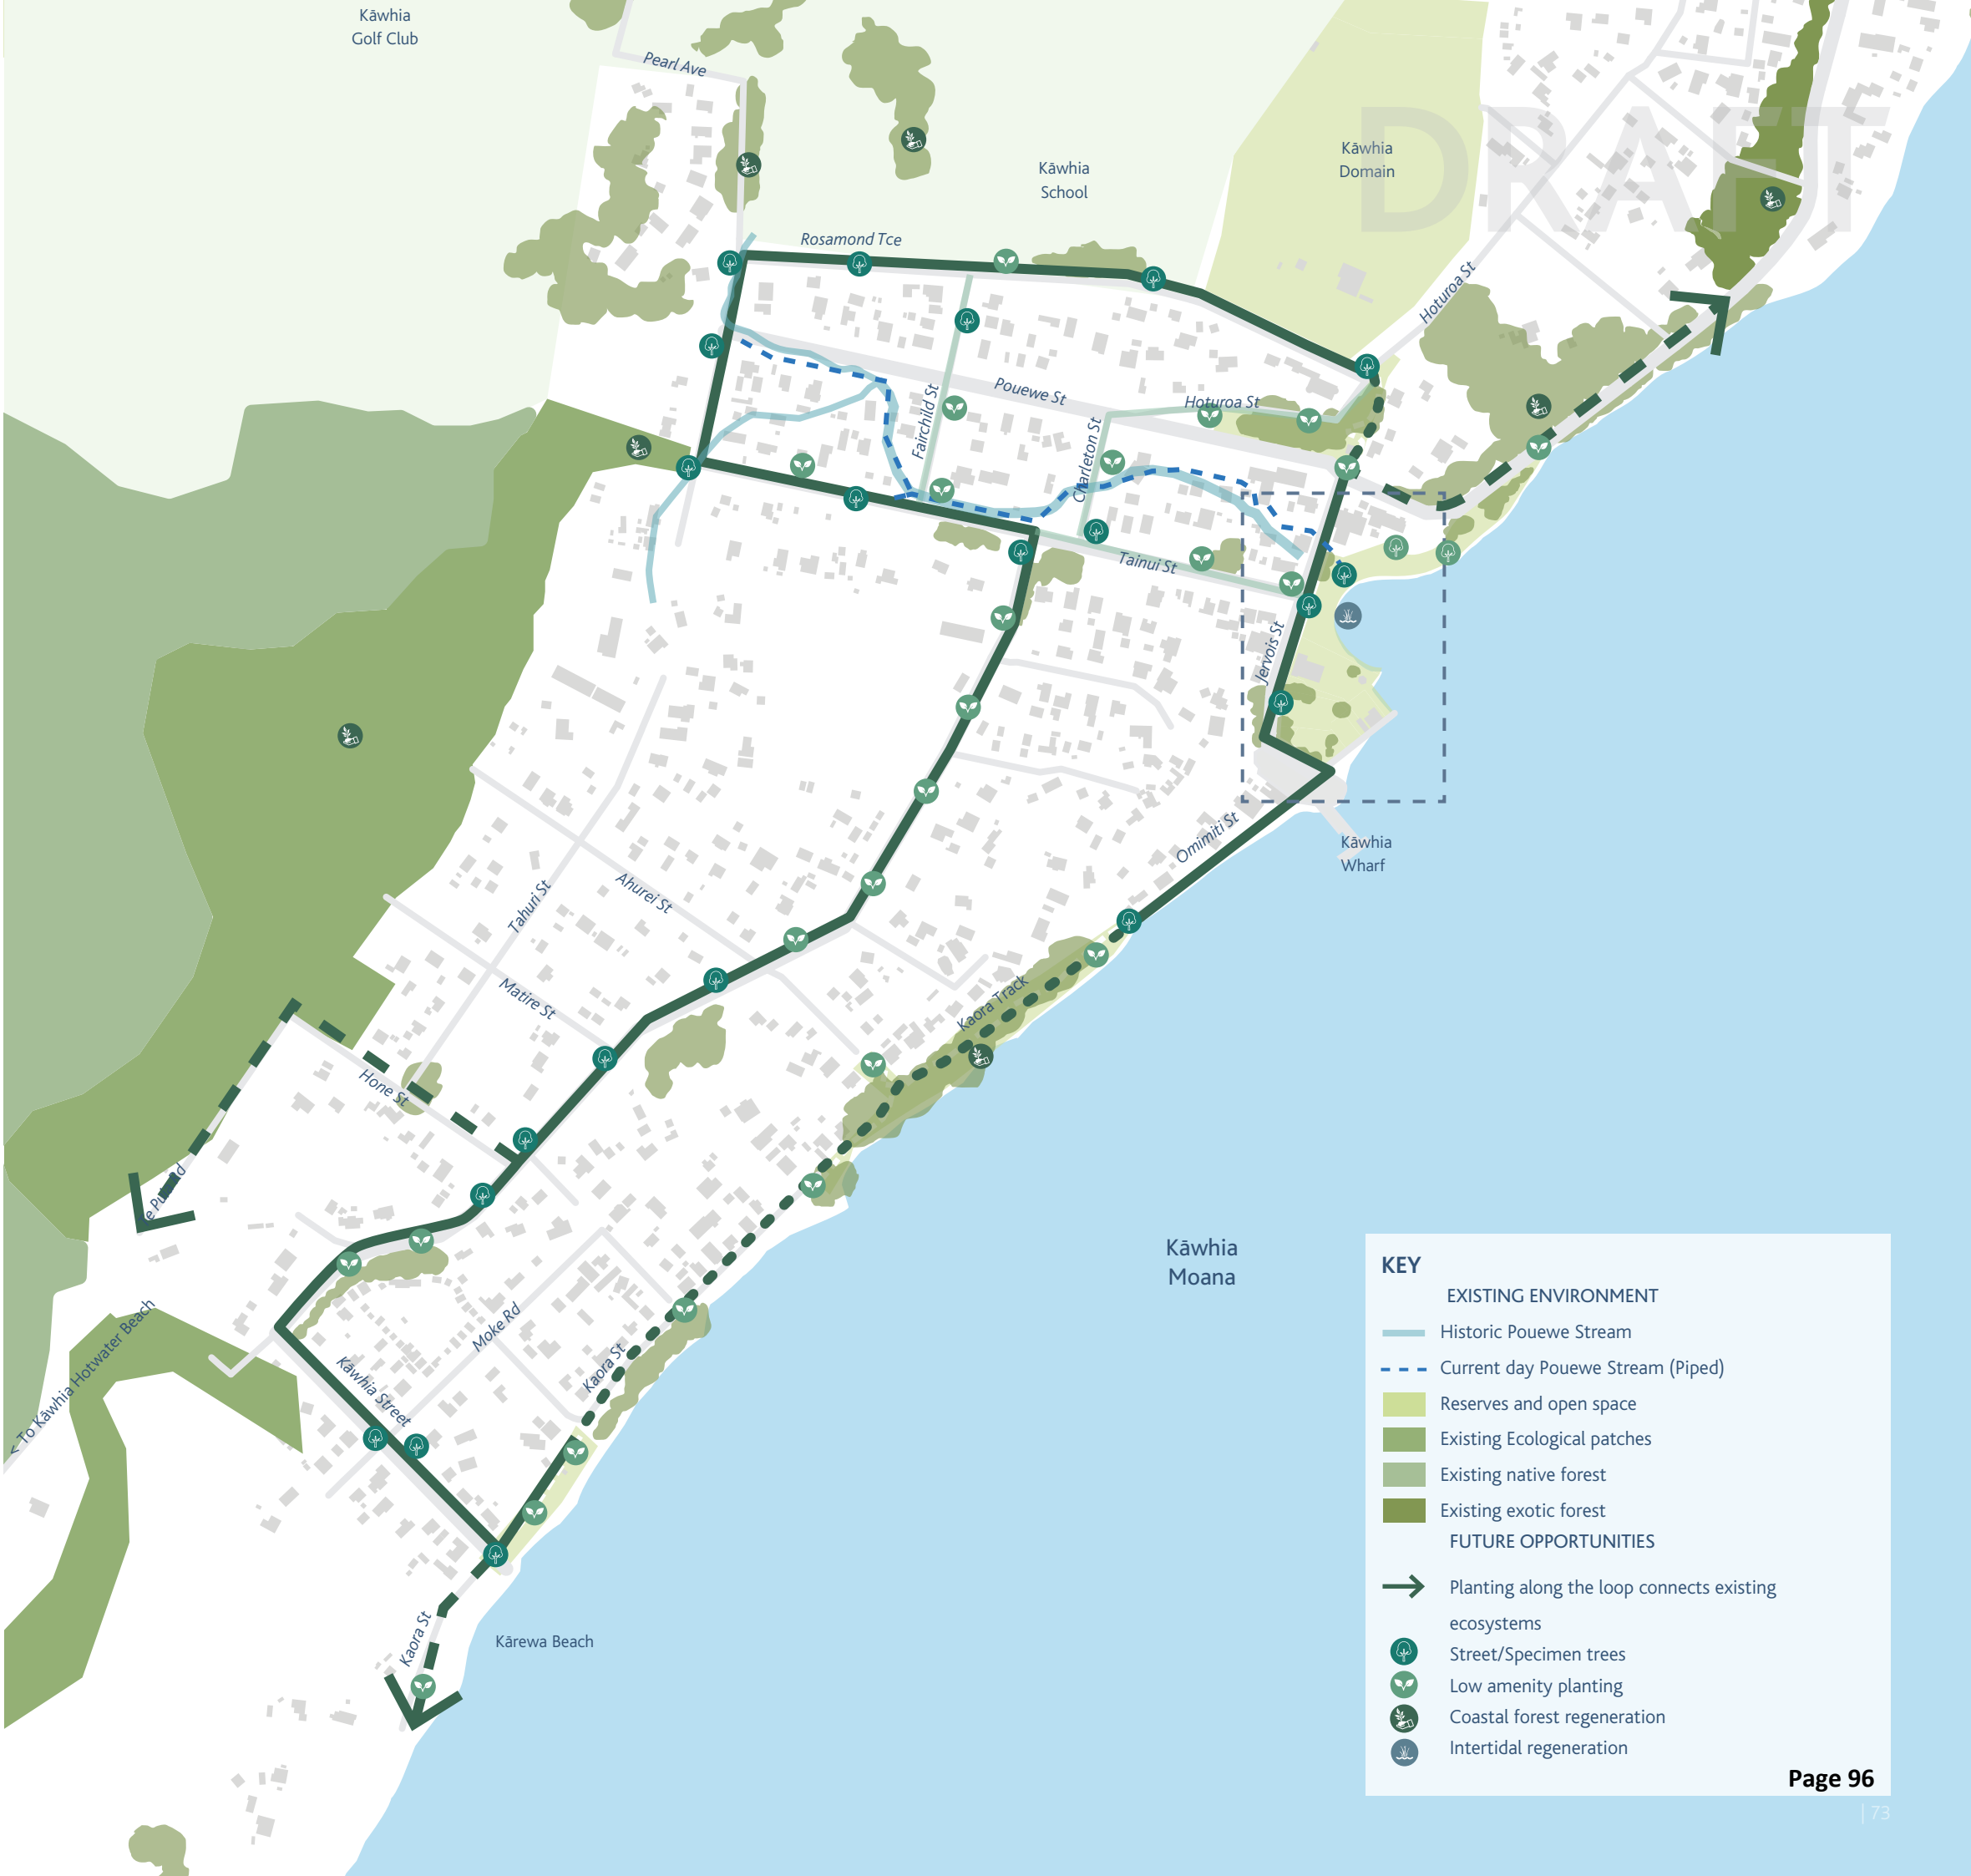 Kāwhia
Golf Club
Pearl Ave
Kāwhia
School
Kāwhia
Domain
DRAFT
Rosamond Tce
Hoturoa St
Pouewe St
Hoturoa St
Fairchild St
Charleton St
Tainui St
Jervois St
Omimiti St
Kāwhia
Wharf
Tahuri St
Ahurei St
Matire St
Kaora Track
Hone St
Kāwhia
Moana
Moke Rd
Kaora St
Kāwhia Street
< To Kāwhia Hotwater Beach
Kaora St
Kārewa Beach
KEY
EXISTING ENVIRONMENT
Historic Pouewe Stream
Current day Pouewe Stream (Piped)
Reserves and open space
Existing Ecological patches
Existing native forest
Existing exotic forest
FUTURE OPPORTUNITIES
Planting along the loop connects existing
ecosystems
Street/Specimen trees
Low amenity planting
Coastal forest regeneration
Intertidal regeneration
Page 96
| 73